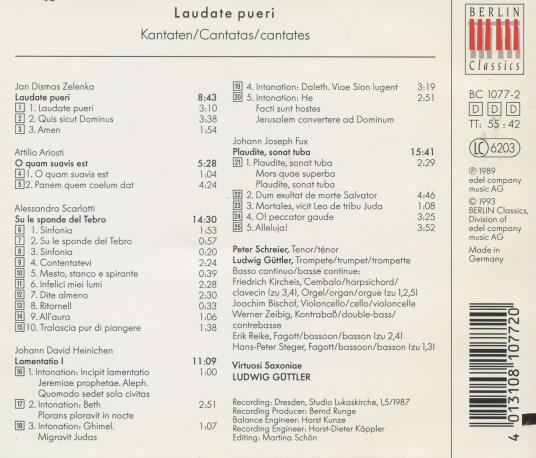 Laudate pueri
Kantaten/Cantatas/cantates
Jan Dismas Zelenka
Laudate pueri 8:43
1 1. Laudate pueri 3:10
2 2. Quis sicut Dominus 3:38
3 3. Amen 1:54
Attilio Ariosti
O quam suavis est 5:28
4 1. O quam suavis est 1:04
5 2. Panem quem coelum dat 4:24
Alessandro Scarlatti
Su le sponde del Tebro 14:30
6 1. Sinfonia 1:53
7 2. Su le sponde del Tebro 0:57
8 3. Sinfonia 0:20
9 4. Contentatevi 2:24
10 5. Mesto, stanco e spirante 0:39
11 6. Infelici miei lumi 2:28
12 7. Dite almeno 2:30
13 8. Ritornell 0:33
14 9. All'aura 1:06
15 10. Tralascia pur di piangere 1:38
Johann David Heinichen
Lamentatio I 11:09
16 1. Intonation: Incipit lamentatio 1:00
Jeremiae prophetae. Aleph.
Quomodo sedet sola civitas
17 2. Intonation: Beth 2:51
Plorans ploravit in nocte
18 3. Intonation: Ghimel. 1:07
Migravit Judas
19 4. Intonatio: Daleth. Viae Sion lugent 3:19
20 5. Intonation: He 2:51
Facti sunt hostes
Jerusalem convertere ad Dominum
Johann Joseph Fux
Plaudite, sonat tuba 15:41
21 1. Plaudite, sonat tuba 2:29
Mors quae superba
Plaudite, sonat tuba
22 2. Dum exultat de morte Salvator 4:46
23 3. Mortales, vicit Leo de tribu Juda 1:08
24 4. O! peccator gaude 3:25
25 5. Alleluja! 3:52
Peter Schreier, Tenor/ténor
Ludwig Güttler, Trompete/trumpet/trompette
Basso continuo/basse continue:
Friedrich Kircheis, Cembalo/harpsichord/
clavecin (zu 3,4), Orgel/organ/orgue (zu 1,2,5)
Joachim Bischof, Violoncello/cello/violoncelle
Werner Zeibig, Kontrabaß/double-bass/
contrebasse
Erik Reike, Fagott/bassoon/basson (zu 2,4)
Hans-Peter Steger, Fagott/bassoon/basson (zu 1,3)
Virtuosi Saxoniae
LUDWIG GÜTTLER
Recording: Dresden, Studio Lukaskirche, 1,5/1987
Recording Producer: Bernd Runge
Balance Engineer: Horst Kunze
Recording Engineer: Horst-Dieter Käppler
Editing: Martina Schön
BERLIN
Classics
BC 1077-2
D D D
TT: 55:42
LC 6203
℗ 1989
edel company
music AG
© 1993
BERLIN Classics,
Division of
edel company
music AG
Made in
Germany
4 013108 107720